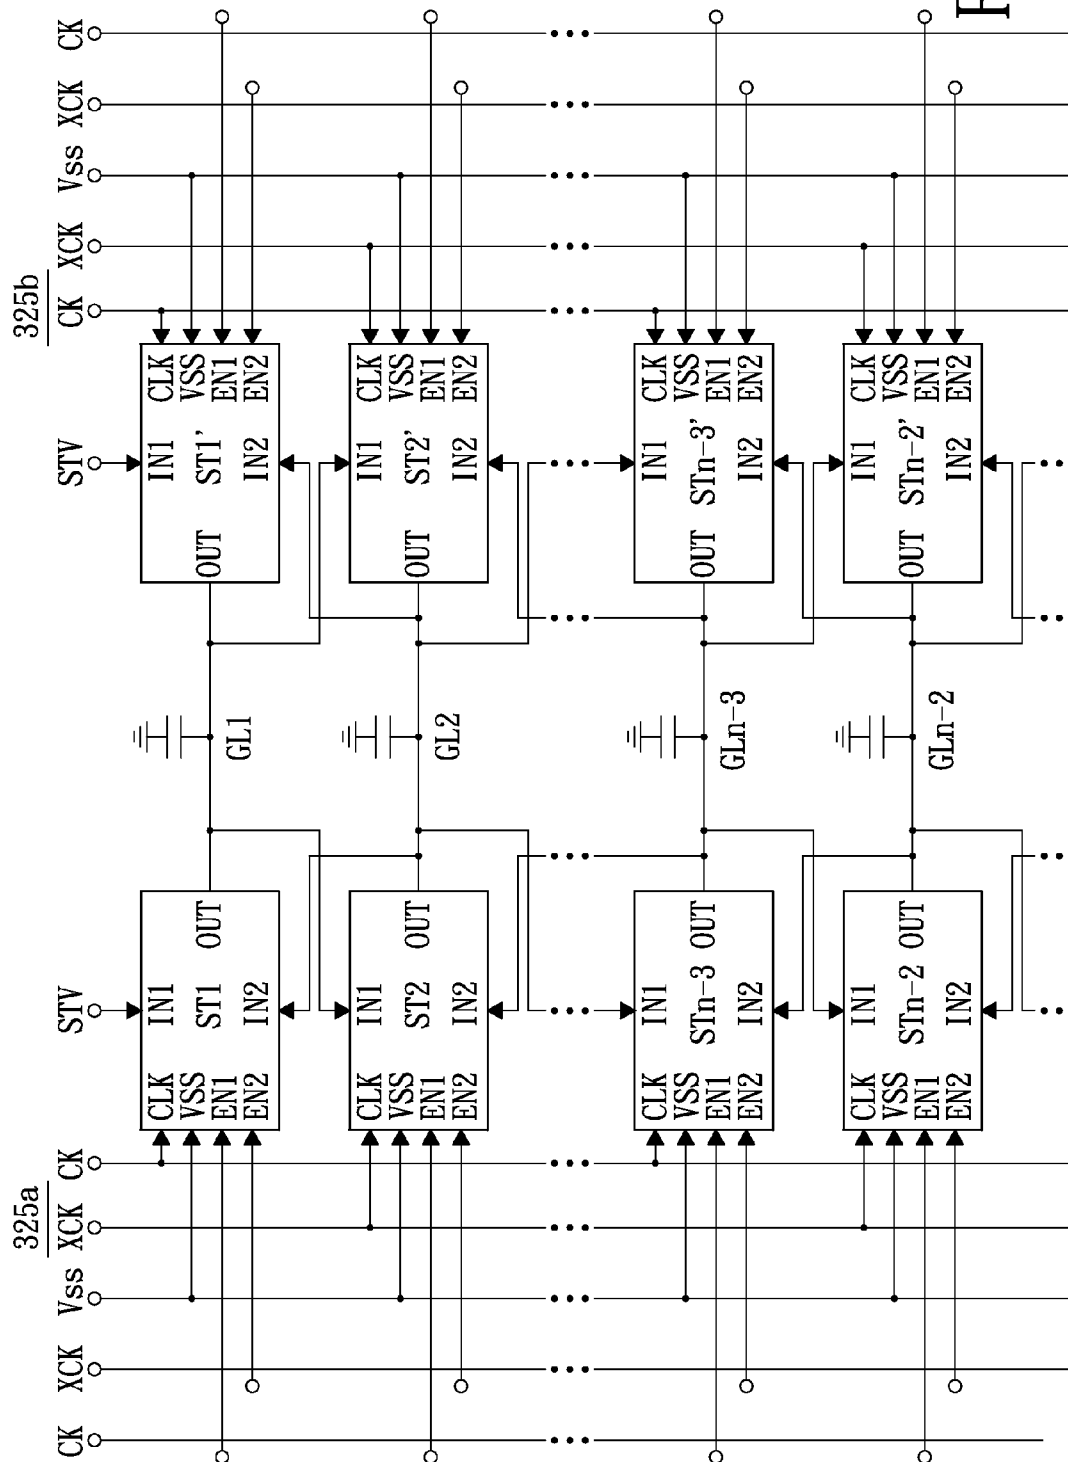 325a
325b
CK XCK Vss XCK CK STV STV CK XCK Vss XCK CK
CLK IN1 IN1 CLK
VSS VSS
ST1 OUT OUT ST1'
EN1 GL1 EN1
EN2 IN2 IN2 EN2
CLK IN1 IN1 CLK
VSS VSS
ST2 OUT OUT ST2'
EN1 GL2 EN1
EN2 IN2 IN2 EN2
CLK IN1 IN1 CLK
VSS VSS
STn-3 OUT OUT STn-3'
EN1 GLn-3 EN1
EN2 IN2 IN2 EN2
CLK IN1 IN1 CLK
VSS VSS
STn-2 OUT OUT STn-2'
EN1 GLn-2 EN1
EN2 IN2 IN2 EN2